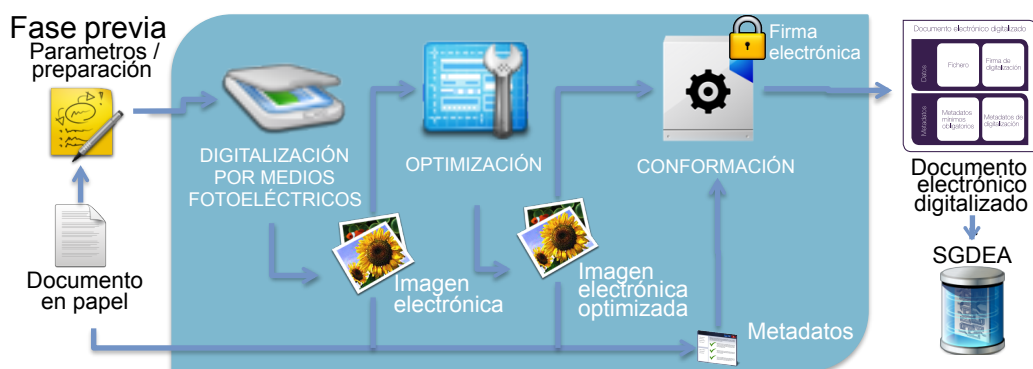 Fase previa
Parametros /
preparación
Documento
en papel
DIGITALIZACIÓN
POR MEDIOS
FOTOELÉCTRICOS
Imagen
electrónica
OPTIMIZACIÓN
Imagen
electrónica
optimizada
Firma
electrónica
CONFORMACIÓN
Metadatos
Documento electrónico digitalizado
Datos
Fichero
Firma de
digitalización
Metadatos
Metadatos
mínimos
obligatorios
Metadatos de
digitalización
Documento
electrónico
digitalizado
SGDEA